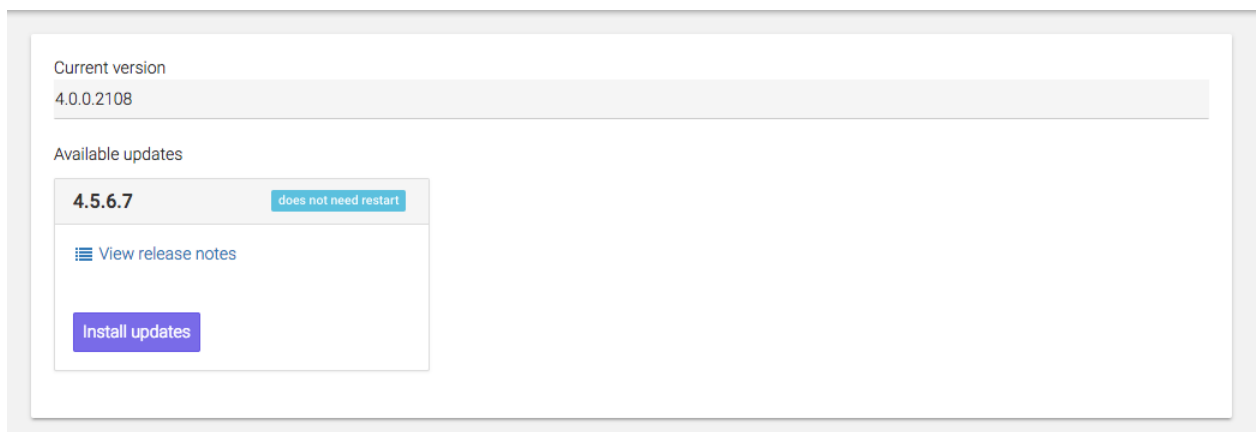 Current version
4.0.0.2108
Available updates
4.5.6.7 does not need restart
View release notes
Install updates